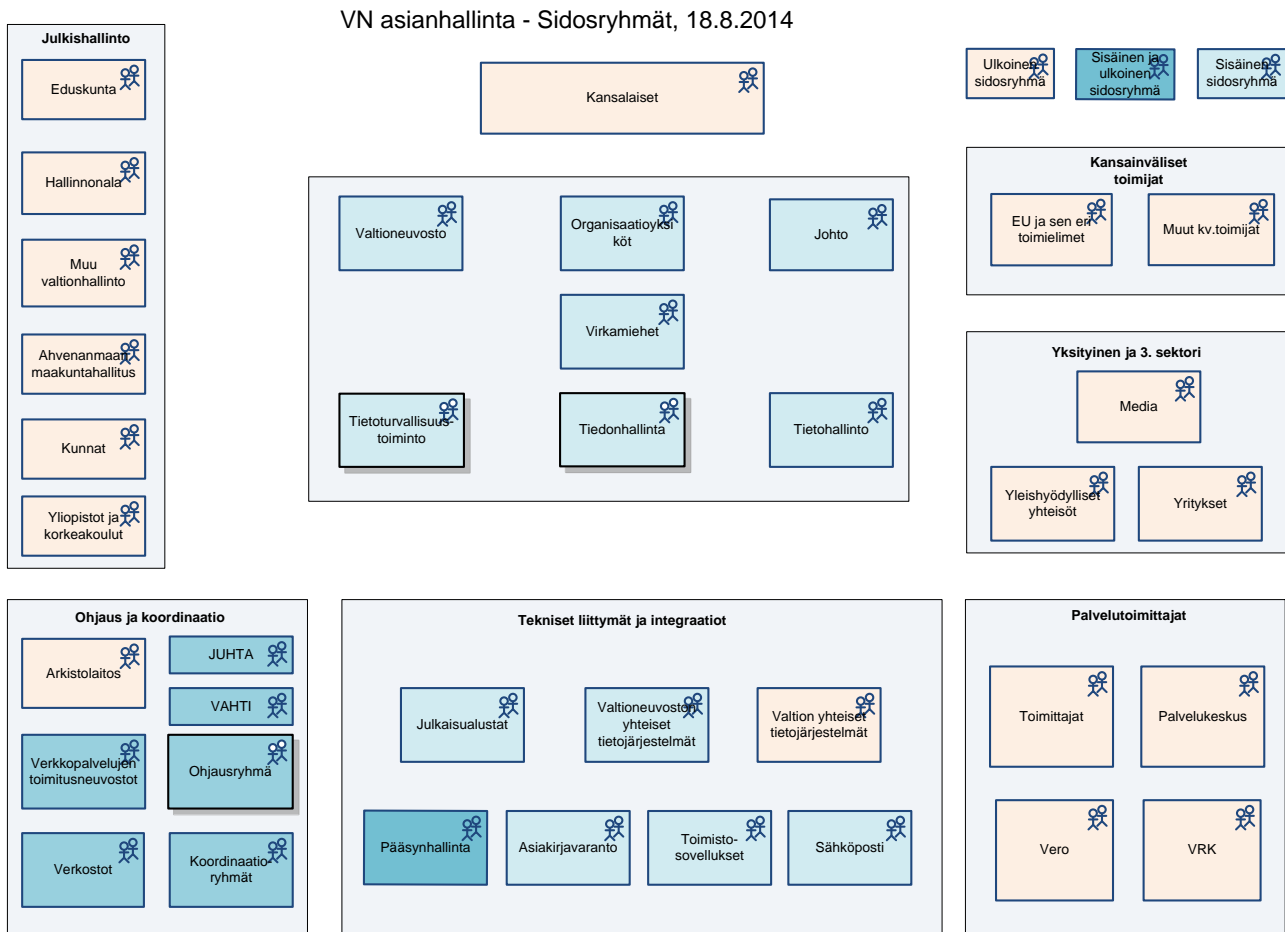 VN asianhallinta - Sidosryhmät, 18.8.2014
Julkishallinto
Eduskunta
Hallinnonala
Muu
valtionhallinto
Ahvenanmaan
maakuntahallitus
Kunnat
Yliopistot ja
korkeakoulut
Kansalaiset
Ulkoinen
sidosryhmä
Sisäinen ja
ulkoinen
sidosryhmä
Sisäinen
sidosryhmä
Valtioneuvosto
Organisaatioyksi
köt
Johto
Virkamiehet
Tietoturvallisuus-
toiminto
Tiedonhallinta
Tietohallinto
Kansainväliset
toimijat
EU ja sen eri
toimielimet
Muut kv.toimijat
Yksityinen ja 3. sektori
Media
Yleishyödylliset
yhteisöt
Yritykset
Ohjaus ja koordinaatio
Arkistolaitos
JUHTA
VAHTI
Verkkopalvelujen
toimitusneuvostot
Ohjausryhmä
Verkostot
Koordinaatio-
ryhmät
Tekniset liittymät ja integraatiot
Julkaisualustat
Valtioneuvoston
yhteiset
tietojärjestelmät
Valtion yhteiset
tietojärjestelmät
Pääsynhallinta
Asiakirjavaranto
Toimisto-
sovellukset
Sähköposti
Palvelutoimittajat
Toimittajat
Palvelukeskus
Vero
VRK